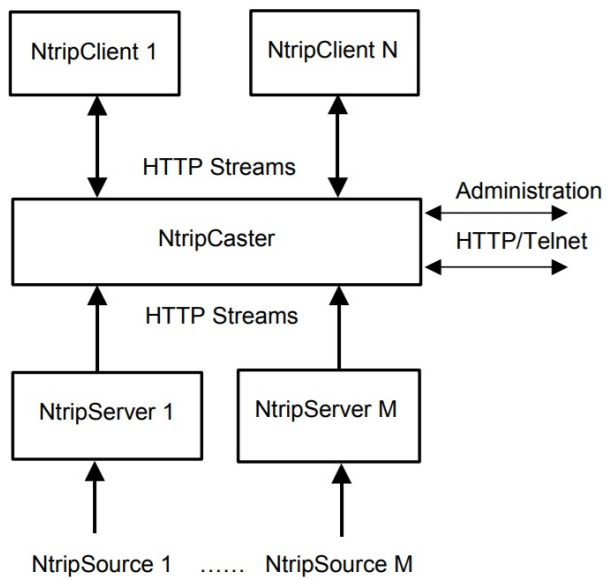 NtripClient 1
NtripClient N
HTTP Streams
Administration
NtripCaster
HTTP/Telnet
HTTP Streams
NtripServer 1
NtripServer M
NtripSource 1 ...... NtripSource M